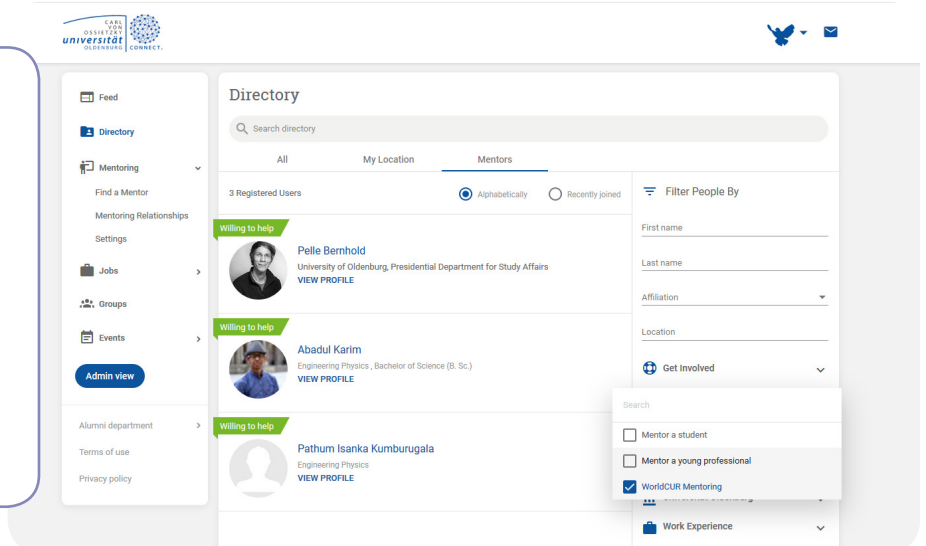 CARL
VON
OSSIETZKY
universität
OLDENBURG CONNECT.
Feed
Directory
Mentoring
Find a Mentor
Mentoring Relationships
Settings
Jobs
Groups
Events
Admin view
Alumni department
Terms of use
Privacy policy
Directory
Search directory
All My Location Mentors
3 Registered Users Alphabetically Recently joined
Willing to help
Pelle Bernhold
University of Oldenburg, Presidential Department for Study Affairs
VIEW PROFILE
Willing to help
Abadul Karim
Engineering Physics , Bachelor of Science (B. Sc.)
VIEW PROFILE
Willing to help
Pathum Isanka Kumburugala
Engineering Physics
VIEW PROFILE
Filter People By
First name
Last name
Affiliation
Location
Get Involved
Search
Mentor a student
Mentor a young professional
WorldCUR Mentoring
Work Experience